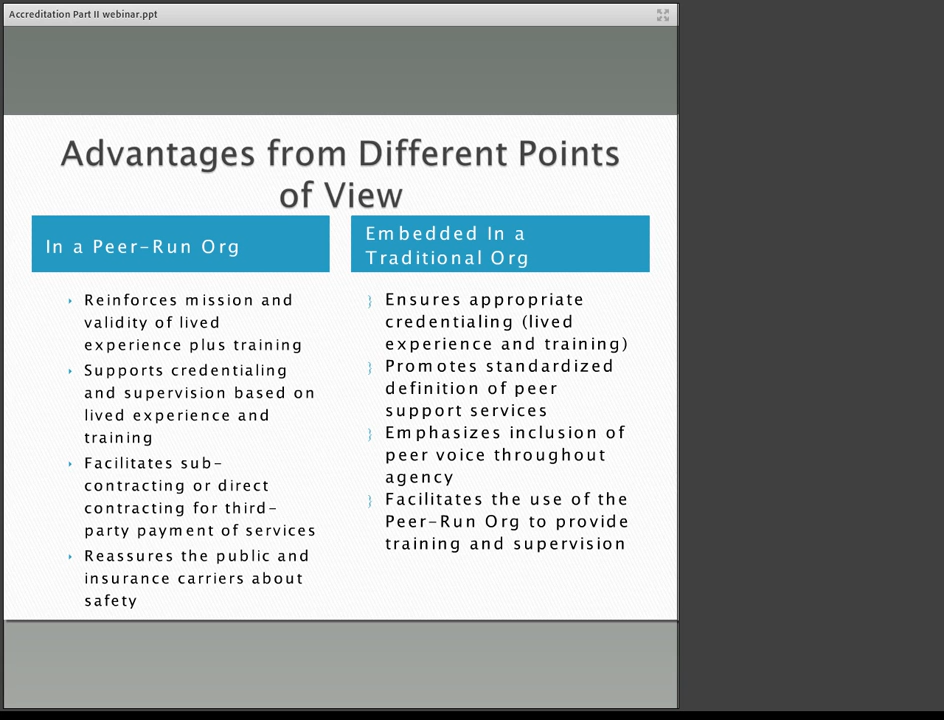 Accreditation Part II webinar.ppt
Advantages from Different Points
of View
In a Peer-Run Org
Reinforces mission and
validity of lived
experience plus training
Supports credentialing
and supervision based on
lived experience and
training
Facilitates sub-
contracting or direct
contracting for third-
party payment of services
Reassures the public and
insurance carriers about
safety
Embedded In a
Traditional Org
} Ensures appropriate
credentialing (lived
experience and training)
} Promotes standardized
definition of peer
support services
} Emphasizes inclusion of
peer voice throughout
agency
} Facilitates the use of the
Peer-Run Org to provide
training and supervision